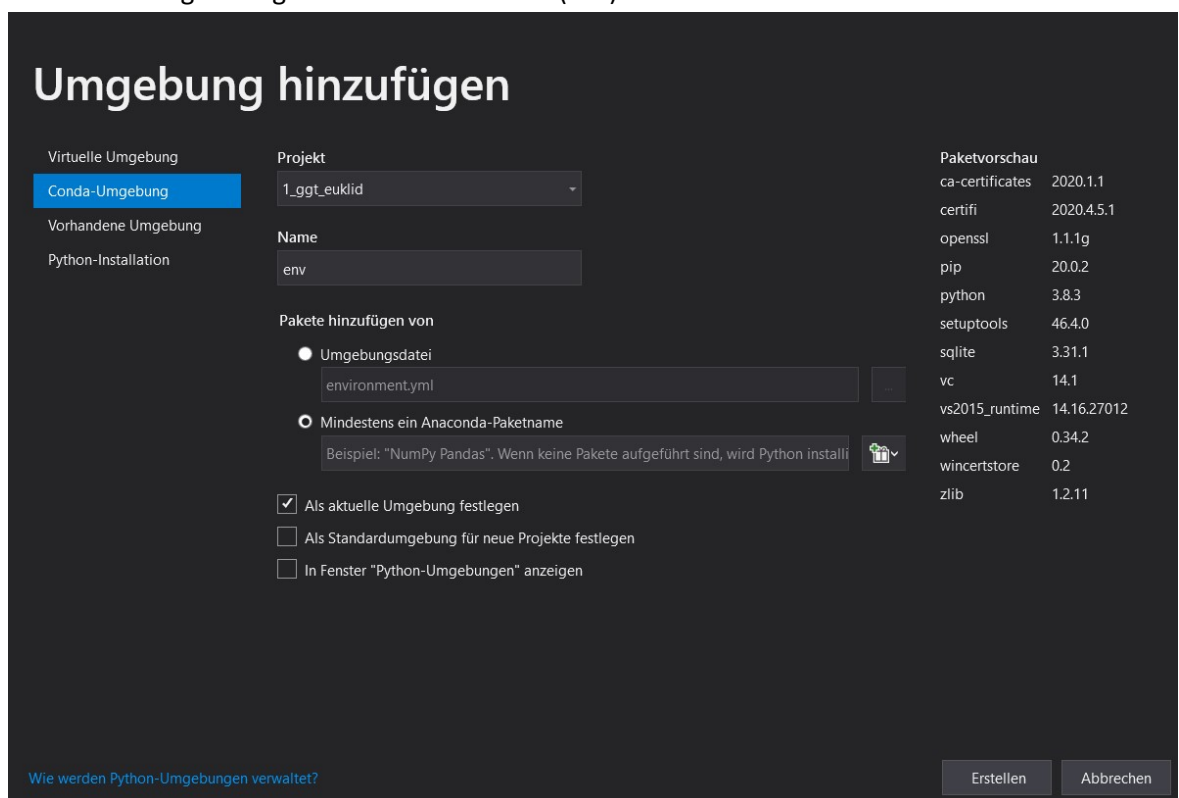 Umgebung hinzufügen
Virtuelle Umgebung
Conda-Umgebung
Vorhandene Umgebung
Python-Installation
Projekt
1_ggt_euklid
Name
env
Pakete hinzufügen von
Umgebungsdatei
environment.yml
...
Mindestens ein Anaconda-Paketname
Beispiel: "NumPy Pandas". Wenn keine Pakete aufgeführt sind, wird Python installi
Als aktuelle Umgebung festlegen
Als Standardumgebung für neue Projekte festlegen
In Fenster "Python-Umgebungen" anzeigen
Paketvorschau
ca-certificates 2020.1.1
certifi 2020.4.5.1
openssl 1.1.1g
pip 20.0.2
python 3.8.3
setuptools 46.4.0
sqlite 3.31.1
vc 14.1
vs2015_runtime 14.16.27012
wheel 0.34.2
wincertstore 0.2
zlib 1.2.11
Wie werden Python-Umgebungen verwaltet?
Erstellen
Abbrechen